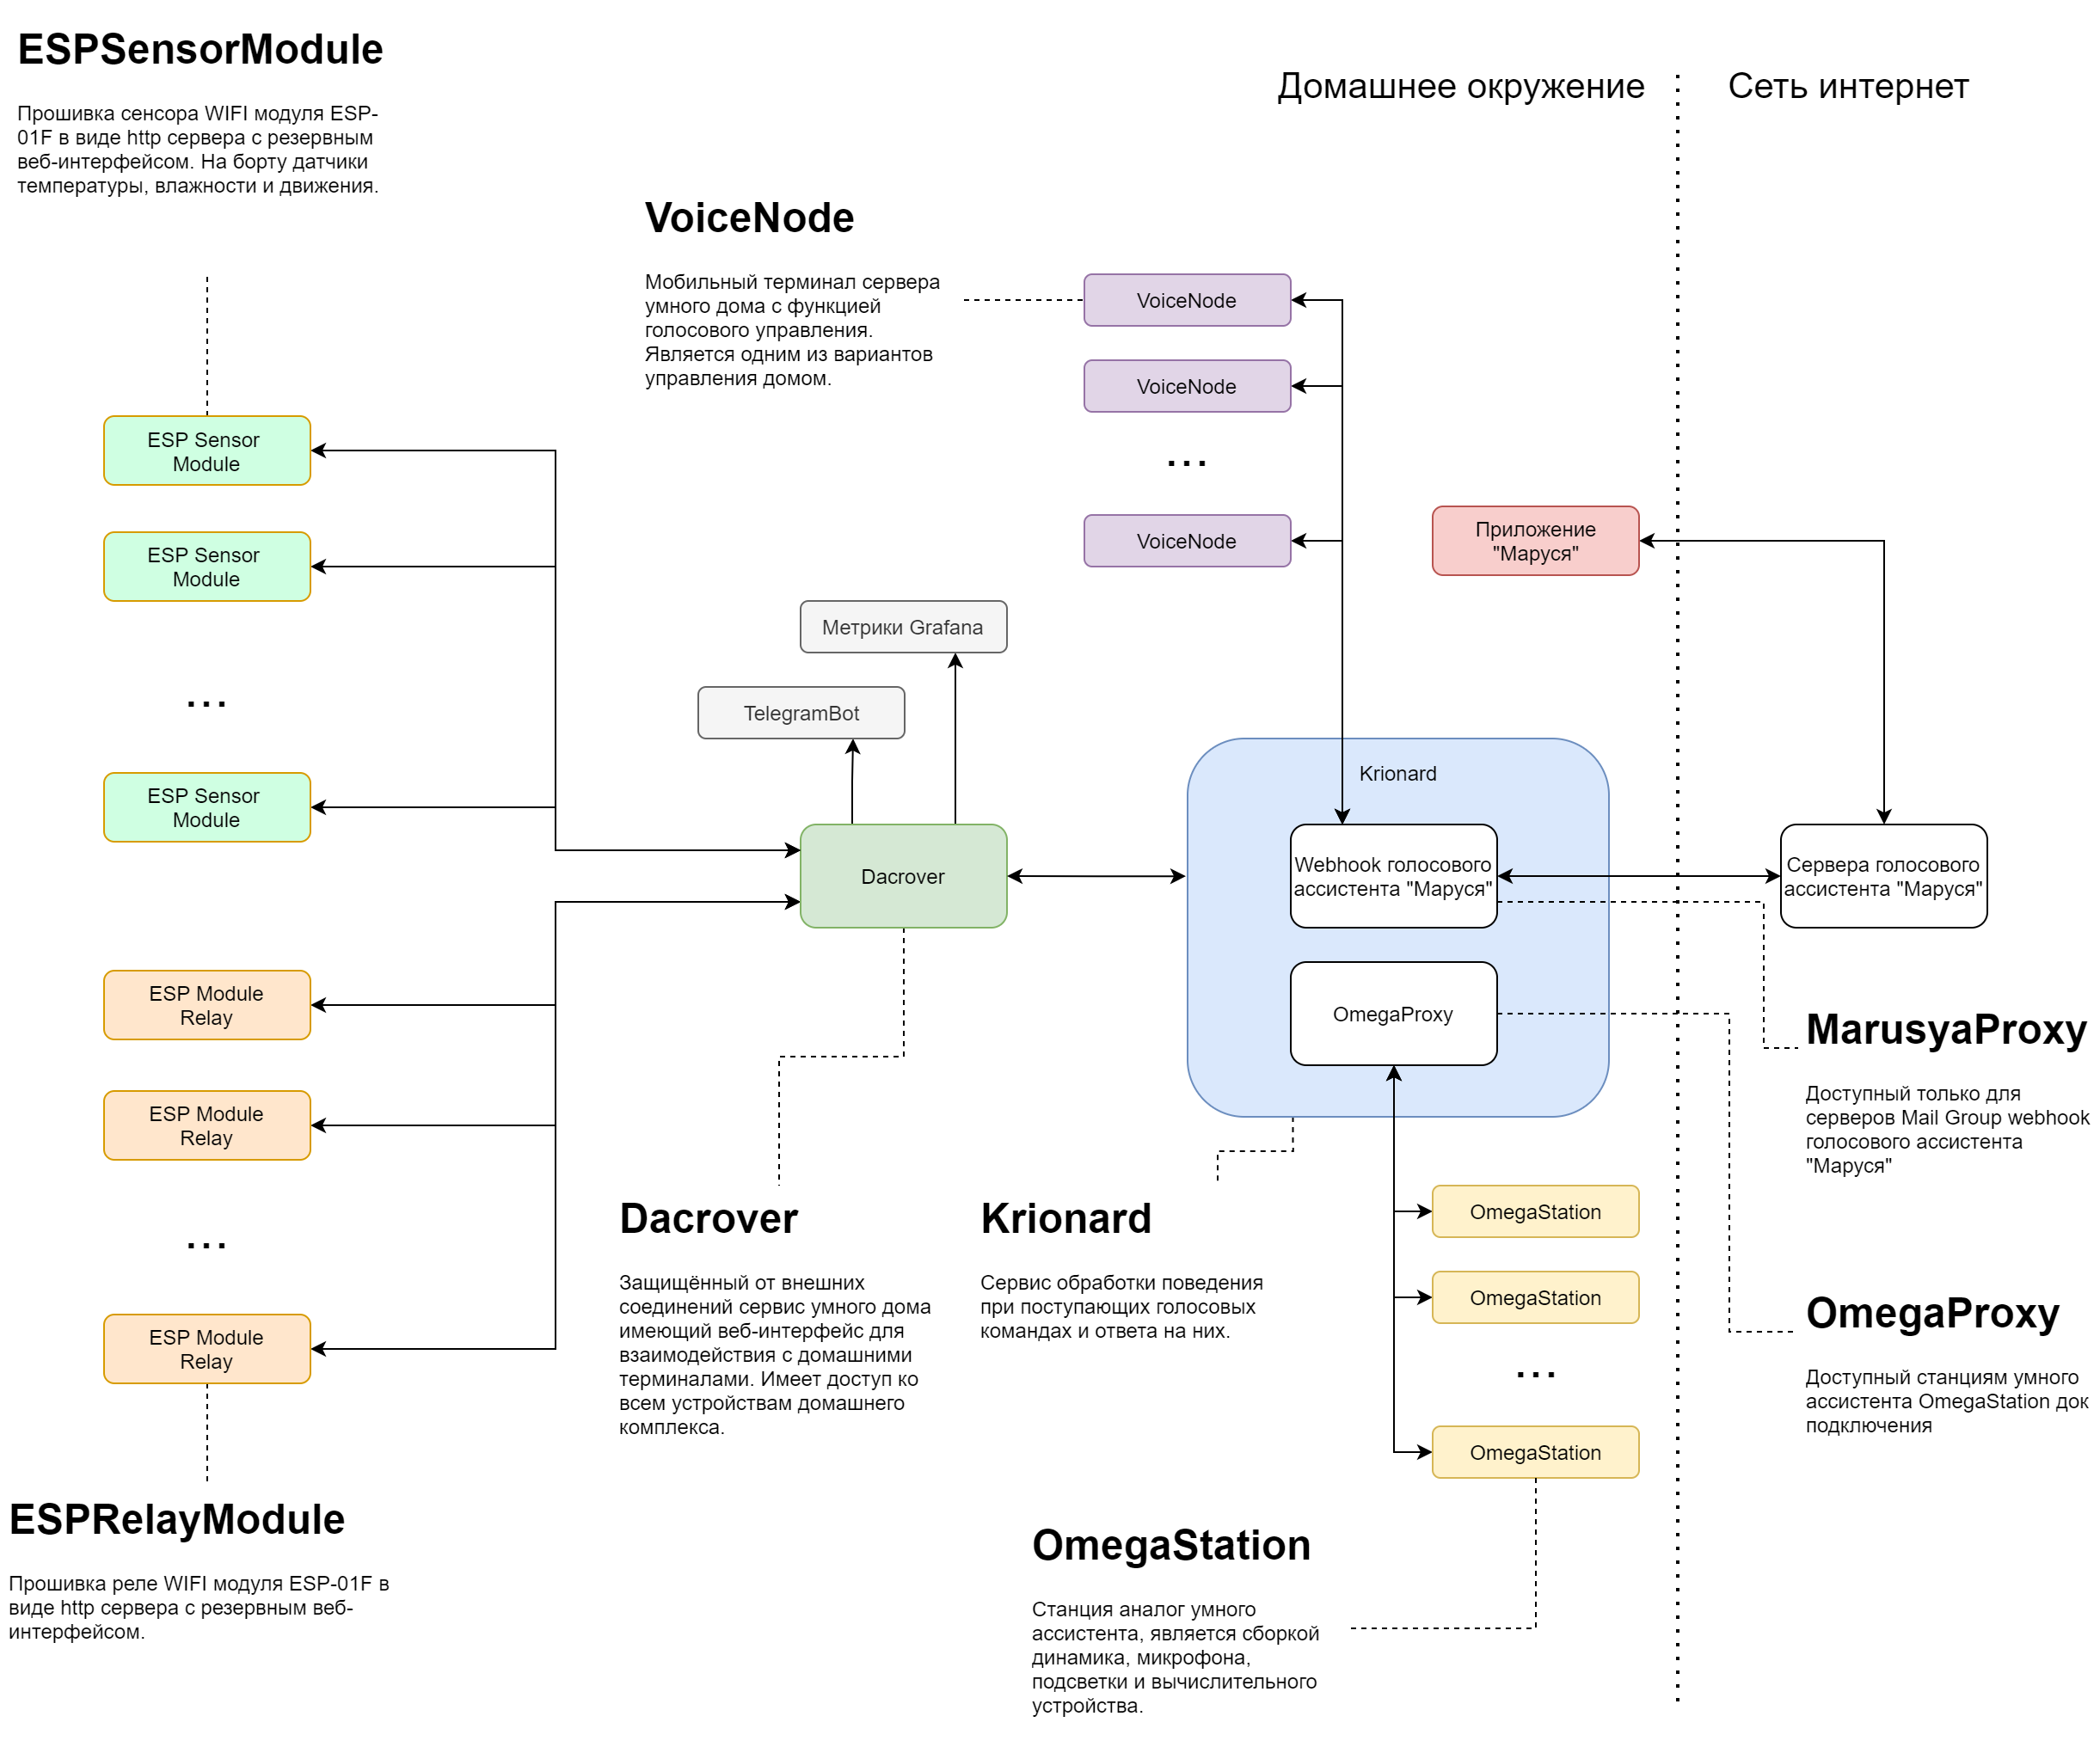 ESPSensorModule
Прошивка сенсора WIFI модуля ESP-
01F в виде http сервера с резервным
веб-интерфейсом. На борту датчики
температуры, влажности и движения.
Домашнее окружение
Сеть интернет
VoiceNode
Мобильный терминал сервера
умного дома с функцией
голосового управления.
Является одним из вариантов
управления домом.
VoiceNode
VoiceNode
...
VoiceNode
ESP Sensor
Module
ESP Sensor
Module
...
ESP Sensor
Module
Приложение
"Маруся"
Метрики Grafana
TelegramBot
Dacrover
Krionard
Webhook голосового
ассистента "Маруся"
Сервера голосового
ассистента "Маруся"
OmegaProxy
ESP Module
Relay
ESP Module
Relay
...
ESP Module
Relay
MarusyaProxy
Доступный только для
серверов Mail Group webhook
голосового ассистента
"Маруся"
Dacrover
Защищённый от внешних
соединений сервис умного дома
имеющий веб-интерфейс для
взаимодействия с домашними
терминалами. Имеет доступ ко
всем устройствам домашнего
комплекса.
Krionard
Сервис обработки поведения
при поступающих голосовых
командах и ответа на них.
OmegaStation
OmegaStation
...
OmegaStation
OmegaProxy
Доступный станциям умного
ассистента OmegaStation док
подключения
ESPRelayModule
Прошивка реле WIFI модуля ESP-01F в
виде http сервера с резервным веб-
интерфейсом.
OmegaStation
Станция аналог умного
ассистента, является сборкой
динамика, микрофона,
подсветки и вычислительного
устройства.